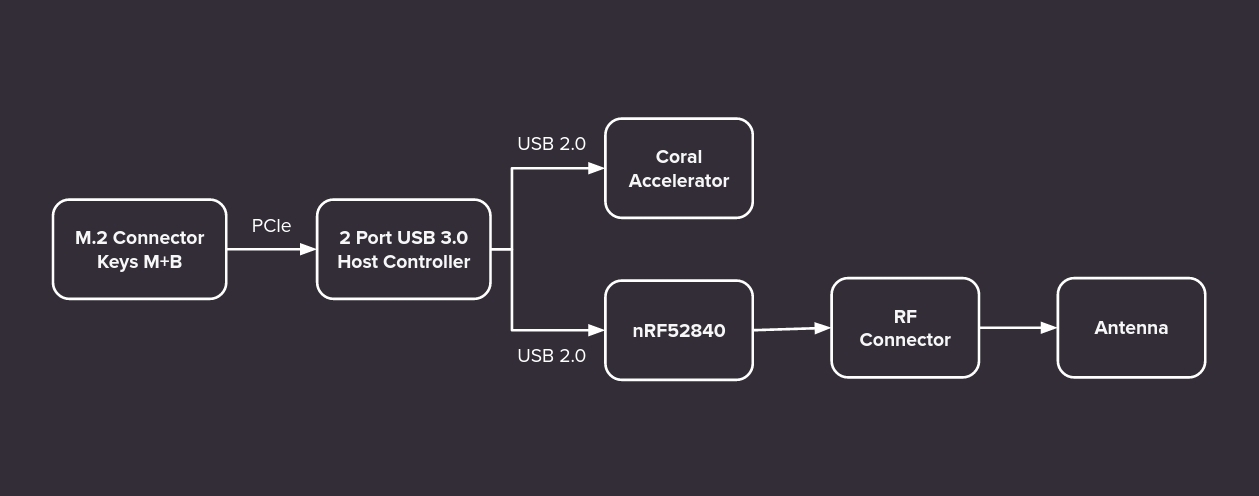 M.2 Connector
Keys M+B
PCIe
2 Port USB 3.0
Host Controller
USB 2.0
Coral
Accelerator
USB 2.0
nRF52840
RF
Connector
Antenna